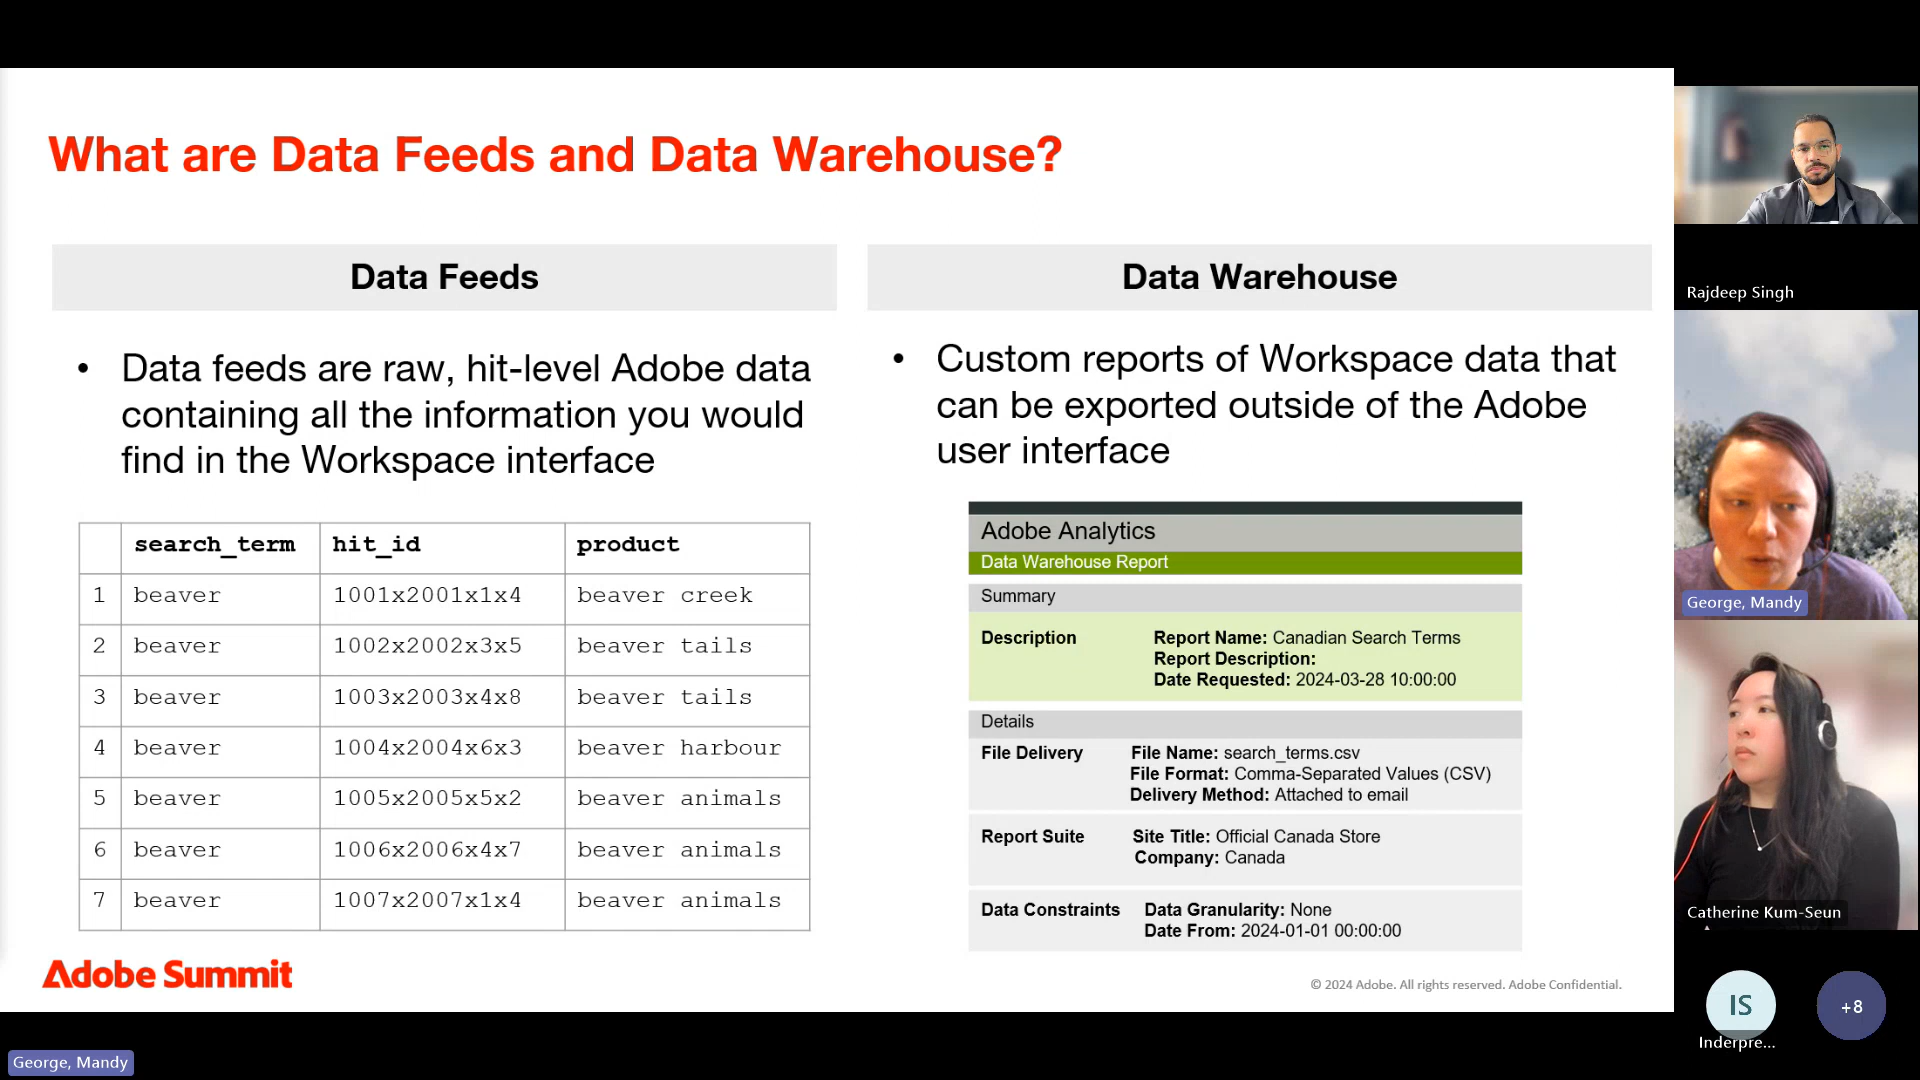 What are Data Feeds and Data Warehouse?
Data Feeds
• Data feeds are raw, hit-level Adobe data
containing all the information you would
find in the Workspace interface
search_term hit_id product
1 beaver 1001x2001x1x4 beaver creek
2 beaver 1002x2002x3x5 beaver tails
3 beaver 1003x2003x4x8 beaver tails
4 beaver 1004x2004x6x3 beaver harbour
5 beaver 1005x2005x5x2 beaver animals
6 beaver 1006x2006x4x7 beaver animals
7 beaver 1007x2007x1x4 beaver animals
Data Warehouse
• Custom reports of Workspace data that
can be exported outside of the Adobe
user interface
Adobe Analytics
Data Warehouse Report
Summary
Description Report Name: Canadian Search Terms
Report Description:
Date Requested: 2024-03-28 10:00:00
Details
File Delivery File Name: search_terms.csv
File Format: Comma-Separated Values (CSV)
Delivery Method: Attached to email
Report Suite Site Title: Official Canada Store
Company: Canada
Data Constraints Data Granularity: None
Date From: 2024-01-01 00:00:00
Adobe Summit
© 2024 Adobe. All rights reserved. Adobe Confidential.
George, Mandy
Rajdeep Singh
George, Mandy
Catherine Kum-Seun
IS
Inderpre...
+8